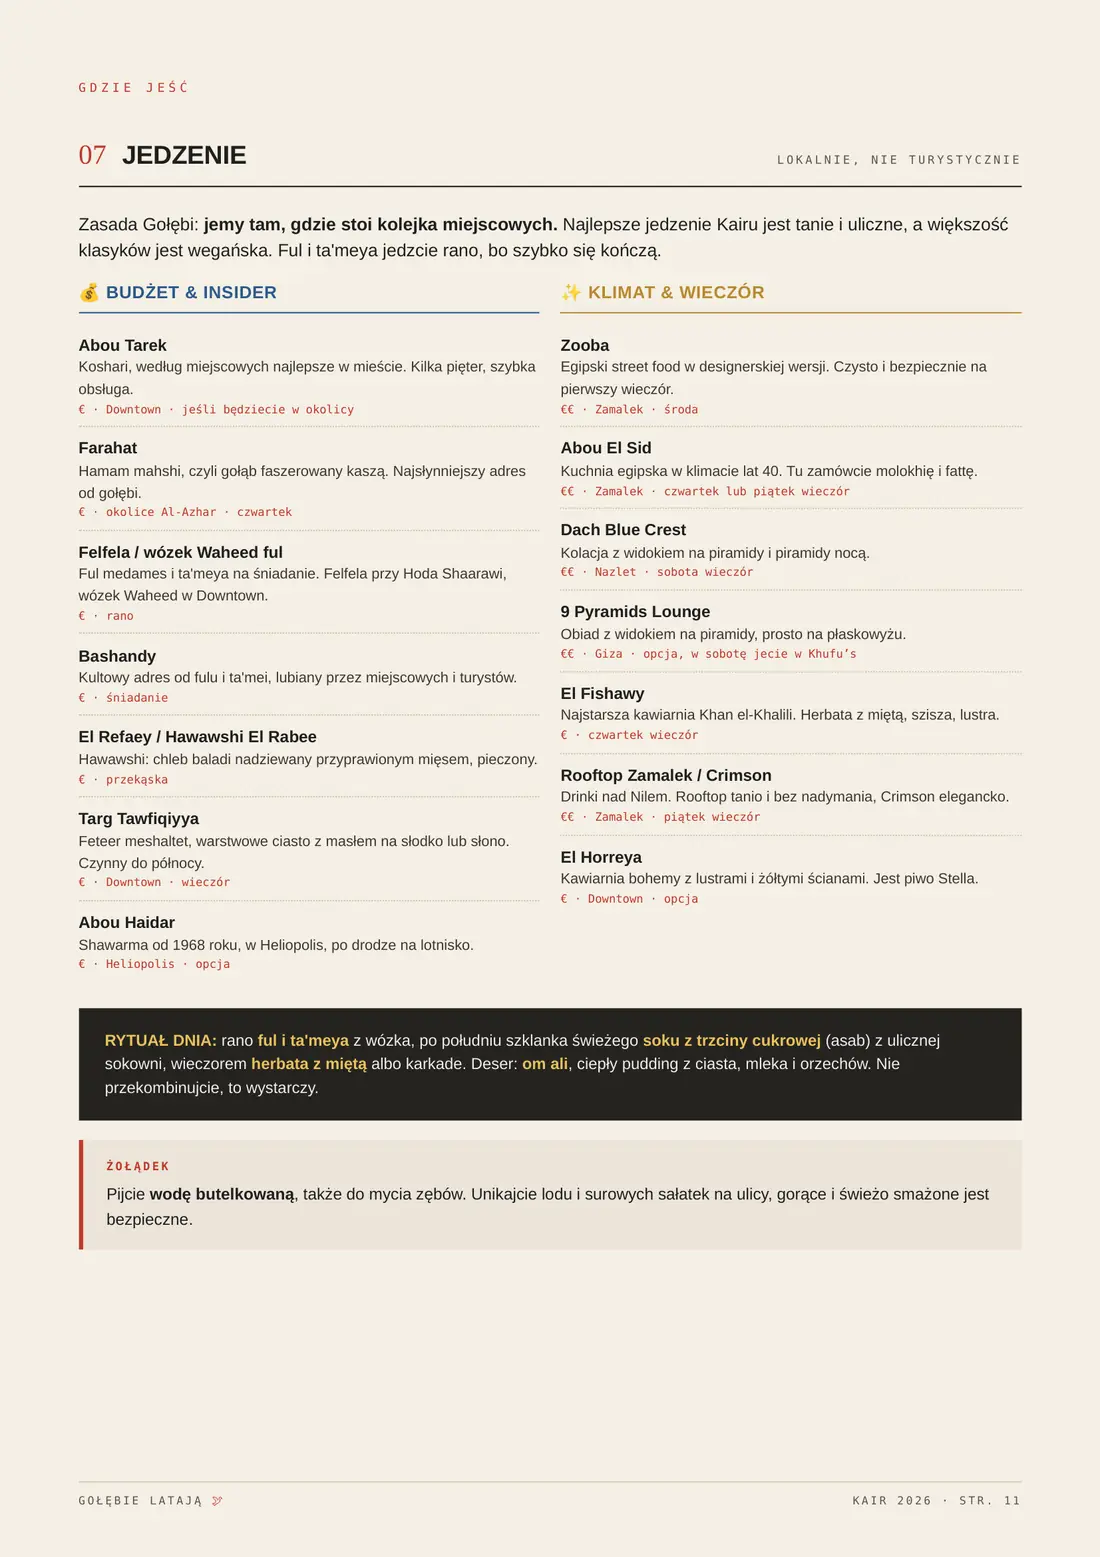 GDZIE JEŚĆ
07 JEDZENIE
LOKALNIE, NIE TURYSTYCZNIE
Zasada Gołębi: jemy tam, gdzie stoi kolejka miejscowych. Najlepsze jedzenie Kairu jest tanie i uliczne, a większość
klasyków jest wegańska. Ful i ta'meya jedzcie rano, bo szybko się kończą.
💰 BUDŻET & INSIDER
Abou Tarek
Koshari, według miejscowych najlepsze w mieście. Kilka pięter, szybka
obsługa.
€ · Downtown · jeśli będziecie w okolicy
Farahat
Hamam mahshi, czyli gołąb faszerowany kaszą. Najsłynniejszy adres
od gołębi.
€ · okolice Al-Azhar · czwartek
Felfela / wózek Waheed ful
Ful medames i ta'meya na śniadanie. Felfela przy Hoda Shaarawi,
wózek Waheed w Downtown.
€ · rano
Bashandy
Kultowy adres od fulu i ta'mei, lubiany przez miejscowych i turystów.
€ · śniadanie
El Refaey / Hawawshi El Rabee
Hawawshi: chleb baladi nadziewany przyprawionym mięsem, pieczony.
€ · przekąska
Targ Tawfiqiyya
Feteer meshaltet, warstwowe ciasto z masłem na słodko lub słono.
Czynny do północy.
€ · Downtown · wieczór
Abou Haidar
Shawarma od 1968 roku, w Heliopolis, po drodze na lotnisko.
€ · Heliopolis · opcja
✨ KLIMAT & WIECZÓR
Zooba
Egipski street food w designerskiej wersji. Czysto i bezpiecznie na
pierwszy wieczór.
€€ · Zamalek · środa
Abou El Sid
Kuchnia egipska w klimacie lat 40. Tu zamówcie molokhię i fattę.
€€ · Zamalek · czwartek lub piątek wieczór
Dach Blue Crest
Kolacja z widokiem na piramidy i piramidy nocą.
€€ · Nazlet · sobota wieczór
9 Pyramids Lounge
Obiad z widokiem na piramidy, prosto na płaskowyżu.
€€ · Giza · opcja, w sobotę jecie w Khufu’s
El Fishawy
Najstarsza kawiarnia Khan el-Khalili. Herbata z miętą, szisza, lustra.
€ · czwartek wieczór
Rooftop Zamalek / Crimson
Drinki nad Nilem. Rooftop tanio i bez nadymania, Crimson elegancko.
€€ · Zamalek · piątek wieczór
El Horreya
Kawiarnia bohemy z lustrami i żółtymi ścianami. Jest piwo Stella.
€ · Downtown · opcja
RYTUAŁ DNIA: rano ful i ta'meya z wózka, po południu szklanka świeżego soku z trzciny cukrowej (asab) z ulicznej
sokowni, wieczorem herbata z miętą albo karkade. Deser: om ali, ciepły pudding z ciasta, mleka i orzechów. Nie
przekombinujcie, to wystarczy.
ŻOŁĄDEK
Pijcie wodę butelkowaną, także do mycia zębów. Unikajcie lodu i surowych sałatek na ulicy, gorące i świeżo smażone jest
bezpieczne.
GOŁĘBIE LATAJĄ 🕊
KAIR 2026 · STR. 11